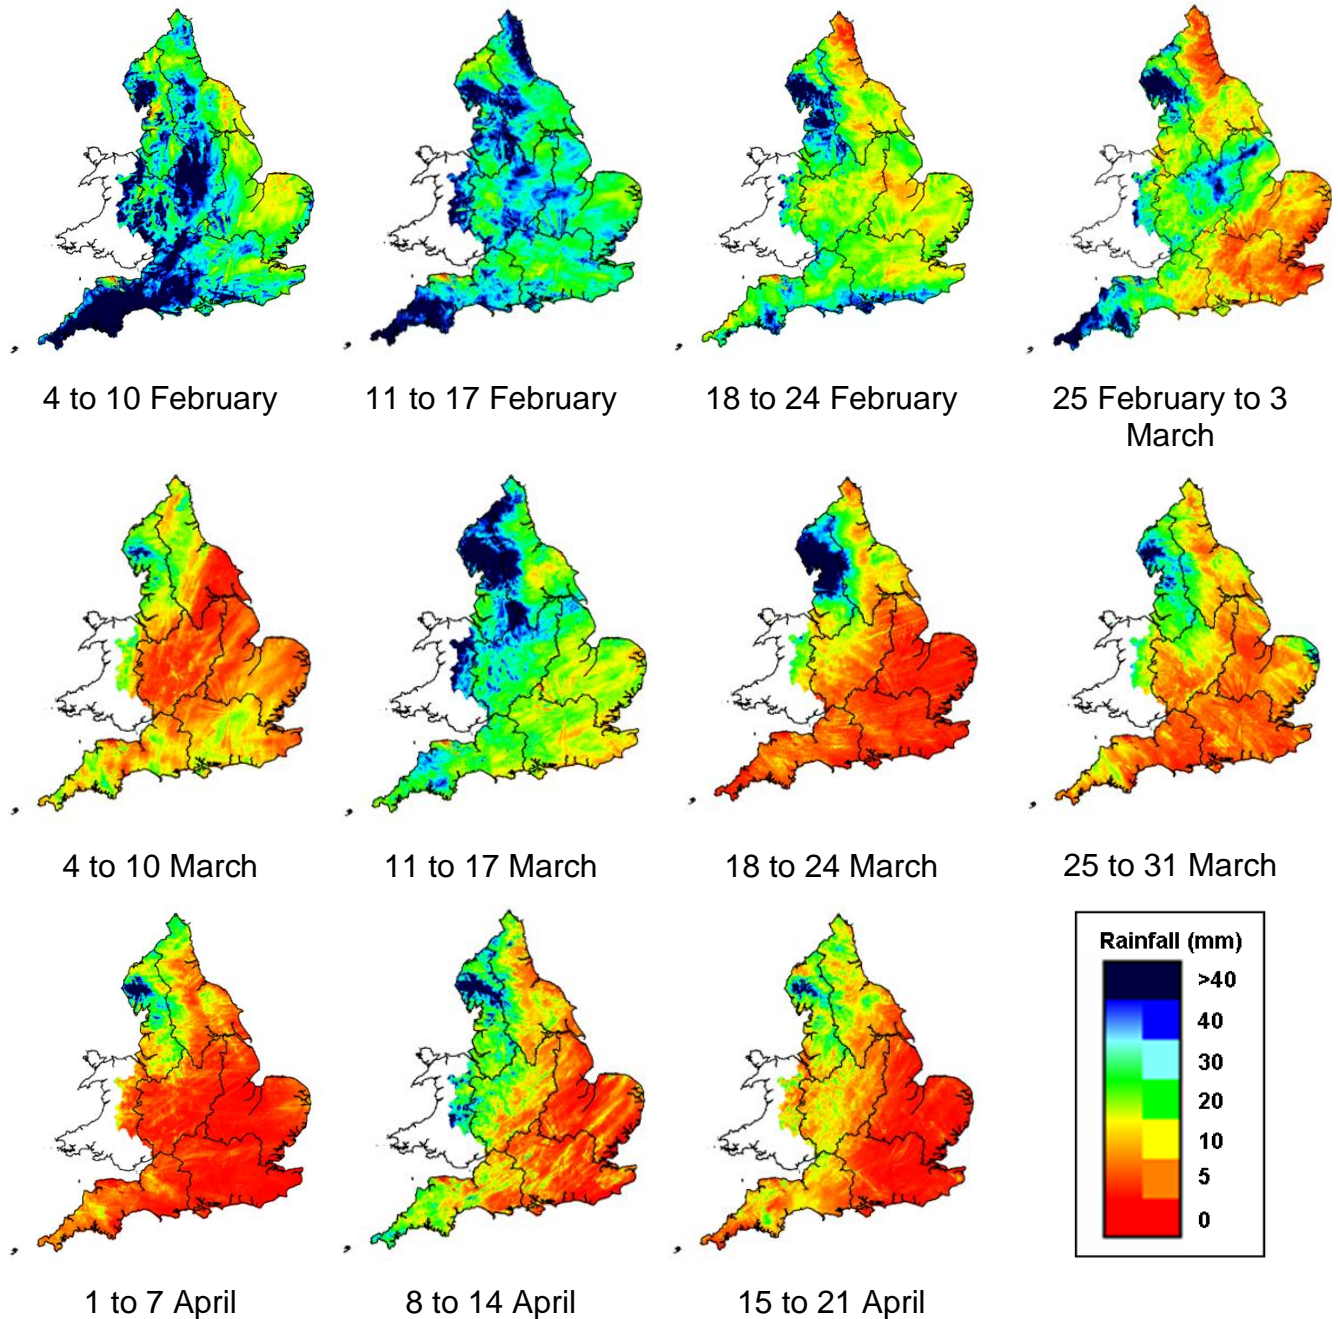 4 to 10 February
11 to 17 February
18 to 24 February
25 February to 3
March
4 to 10 March
11 to 17 March
18 to 24 March
25 to 31 March
Rainfall (mm)
>40
40
30
20
10
5
0
1 to 7 April
8 to 14 April
15 to 21 April